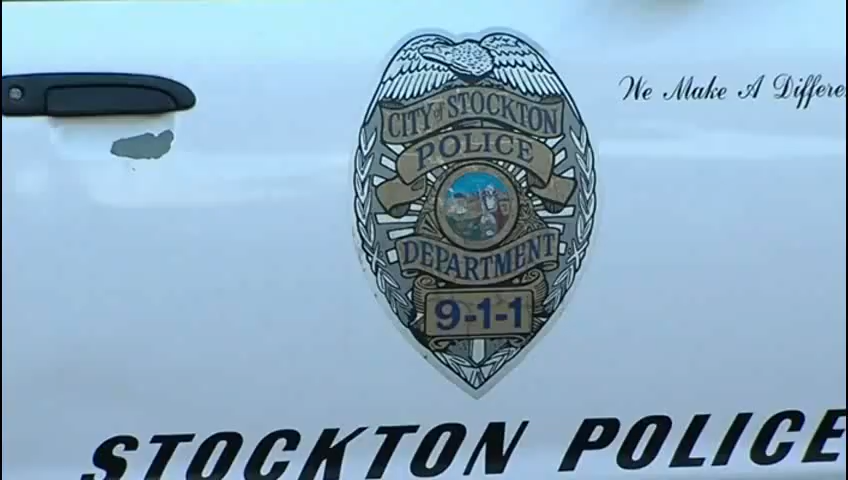 We Make A Differe
CITY of STOCKTON
POLICE
DEPARTMENT
9-1-1
STOCKTON POLICE